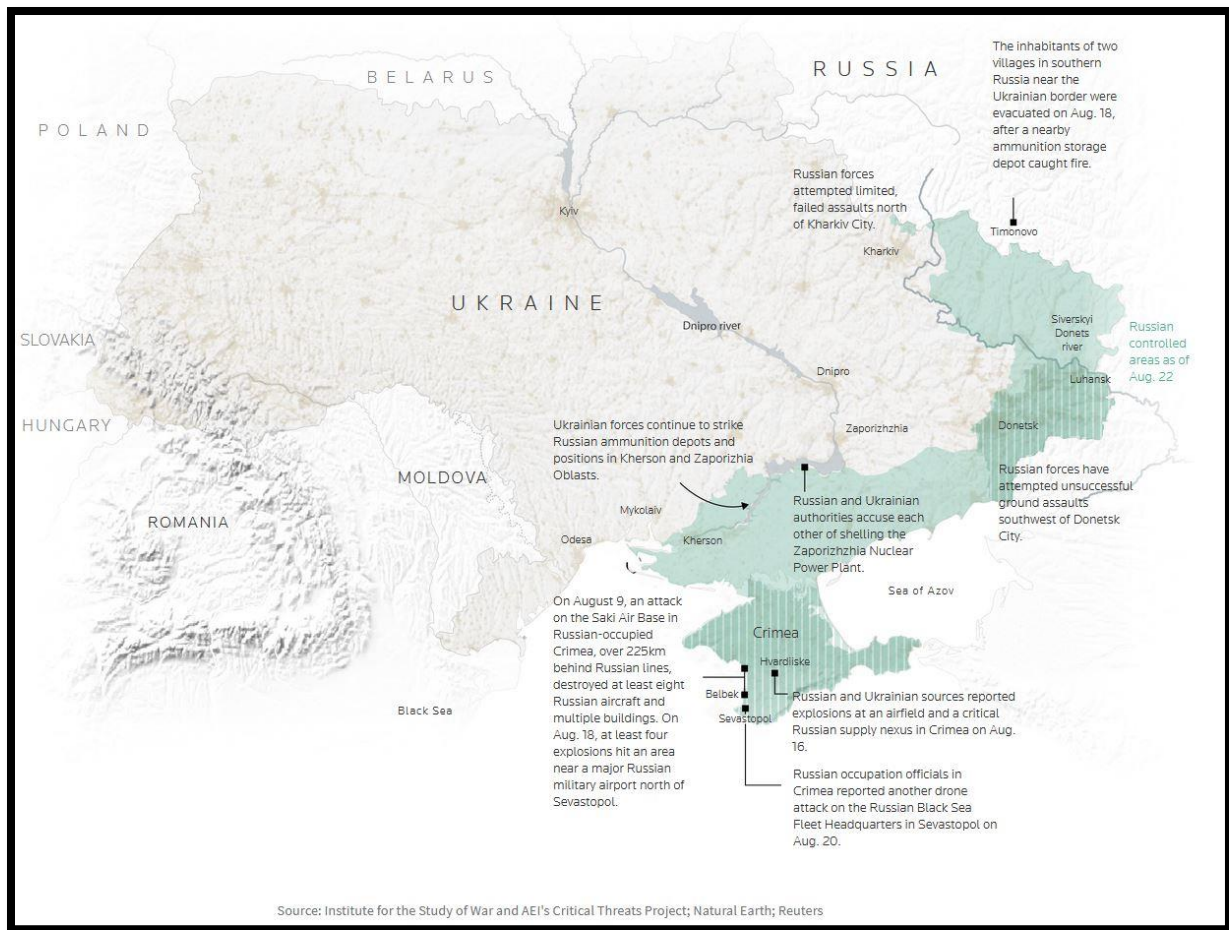 BELARUS
RUSSIA
POLAND
The inhabitants of two
villages in southern
Russia near the
Ukrainian border were
evacuated on Aug. 18,
after a nearby
ammunition storage
depot caught fire.
Russian forces
attempted limited,
failed assaults north
of Kharkiv City.
Kyiv
Timonovo
Kharkiv
UKRAINE
Dnipro river
Siverskyi
Donets
river
Russian
controlled
areas as of
Aug. 22
SLOVAKIA
Dnipro
Luhansk
HUNGARY
Ukrainian forces continue to strike
Russian ammunition depots and
positions in Kherson and Zaporizhia
Oblasts.
Zaporizhzhia
Donetsk
MOLDOVA
Russian forces have
attempted unsuccessful
ground assaults
southwest of Donetsk
City.
ROMANIA
Mykolaiv
Russian and Ukrainian
authorities accuse each
other of shelling the
Zaporizhzhia Nuclear
Power Plant.
Odesa
Kherson
Sea of Azov
On August 9, an attack
on the Saki Air Base in
Russian-occupied
Crimea, over 225km
behind Russian lines,
destroyed at least eight
Russian aircraft and
multiple buildings. On
Aug. 18, at least four
explosions hit an area
near a major Russian
military airport north of
Sevastopol.
Crimea
Hvardiiske
Belbek
Sevastopol
Black Sea
Russian and Ukrainian sources reported
explosions at an airfield and a critical
Russian supply nexus in Crimea on Aug.
16.
Russian occupation officials in
Crimea reported another drone
attack on the Russian Black Sea
Fleet Headquarters in Sevastopol on
Aug. 20.
Source: Institute for the Study of War and AEI's Critical Threats Project; Natural Earth; Reuters